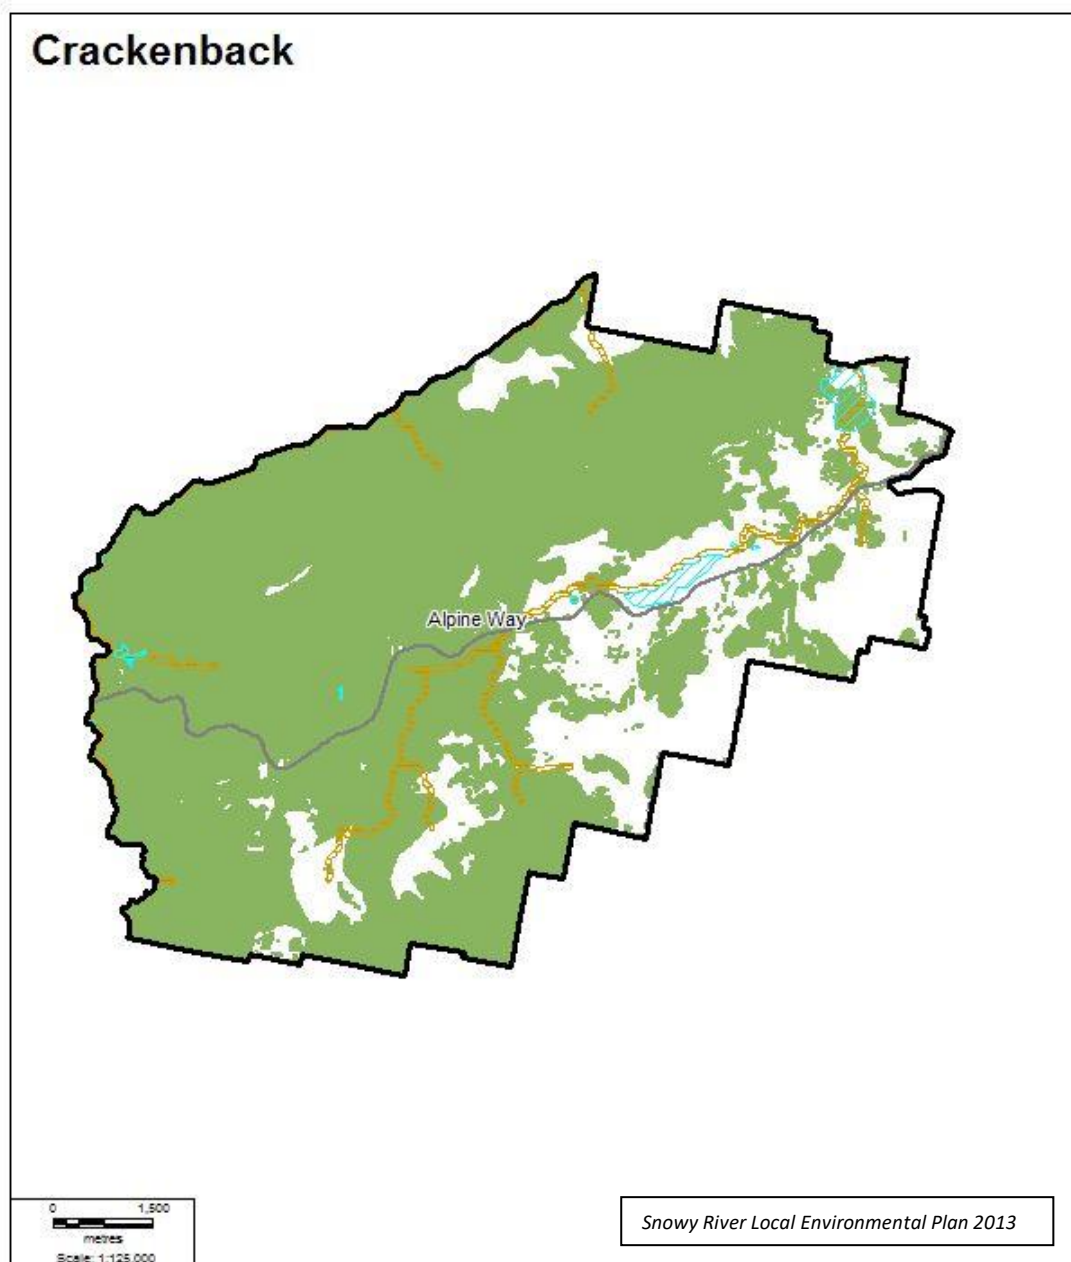 Crackenback
Alpine Way
0 1,500
metres
Scale: 1:125,000
Snowy River Local Environmental Plan 2013